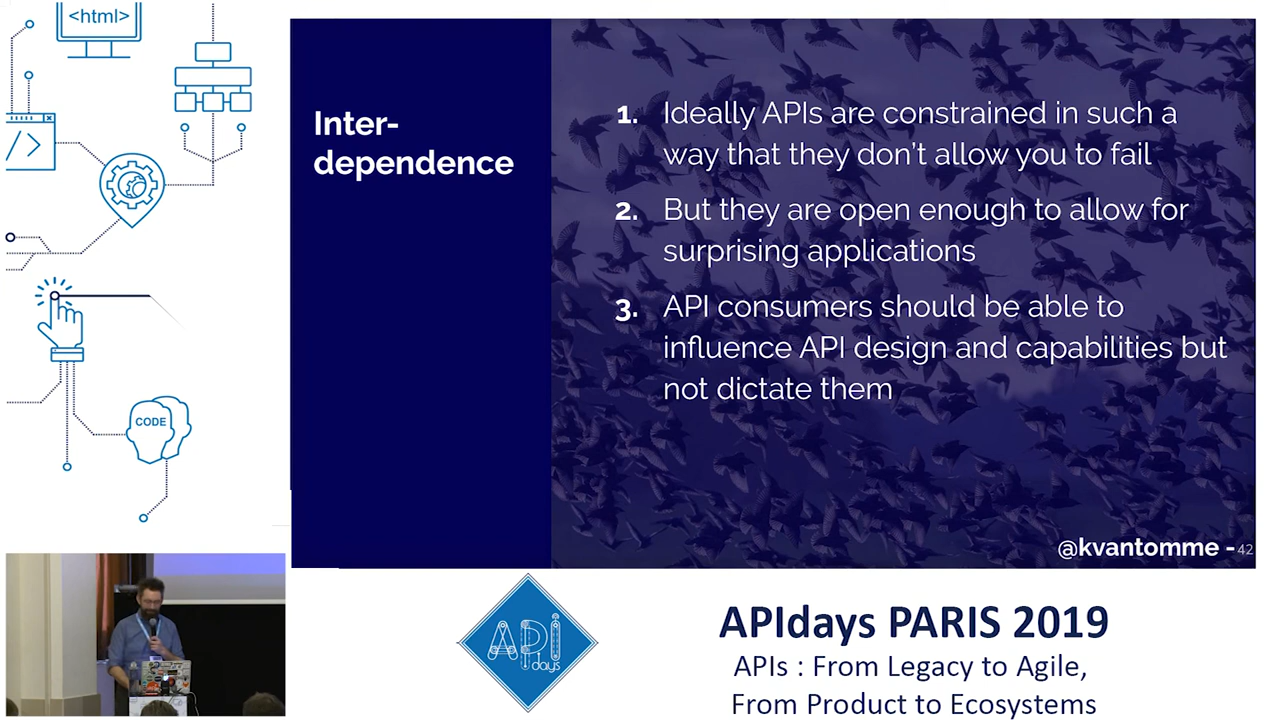 <html>
</>
CODE
Inter-
dependence
1. Ideally APIs are constrained in such a
way that they don’t allow you to fail
2. But they are open enough to allow for
surprising applications
3. API consumers should be able to
influence API design and capabilities but
not dictate them
@kvantomme - 42
API
days
APIdays PARIS 2019
APIs : From Legacy to Agile,
From Product to Ecosystems